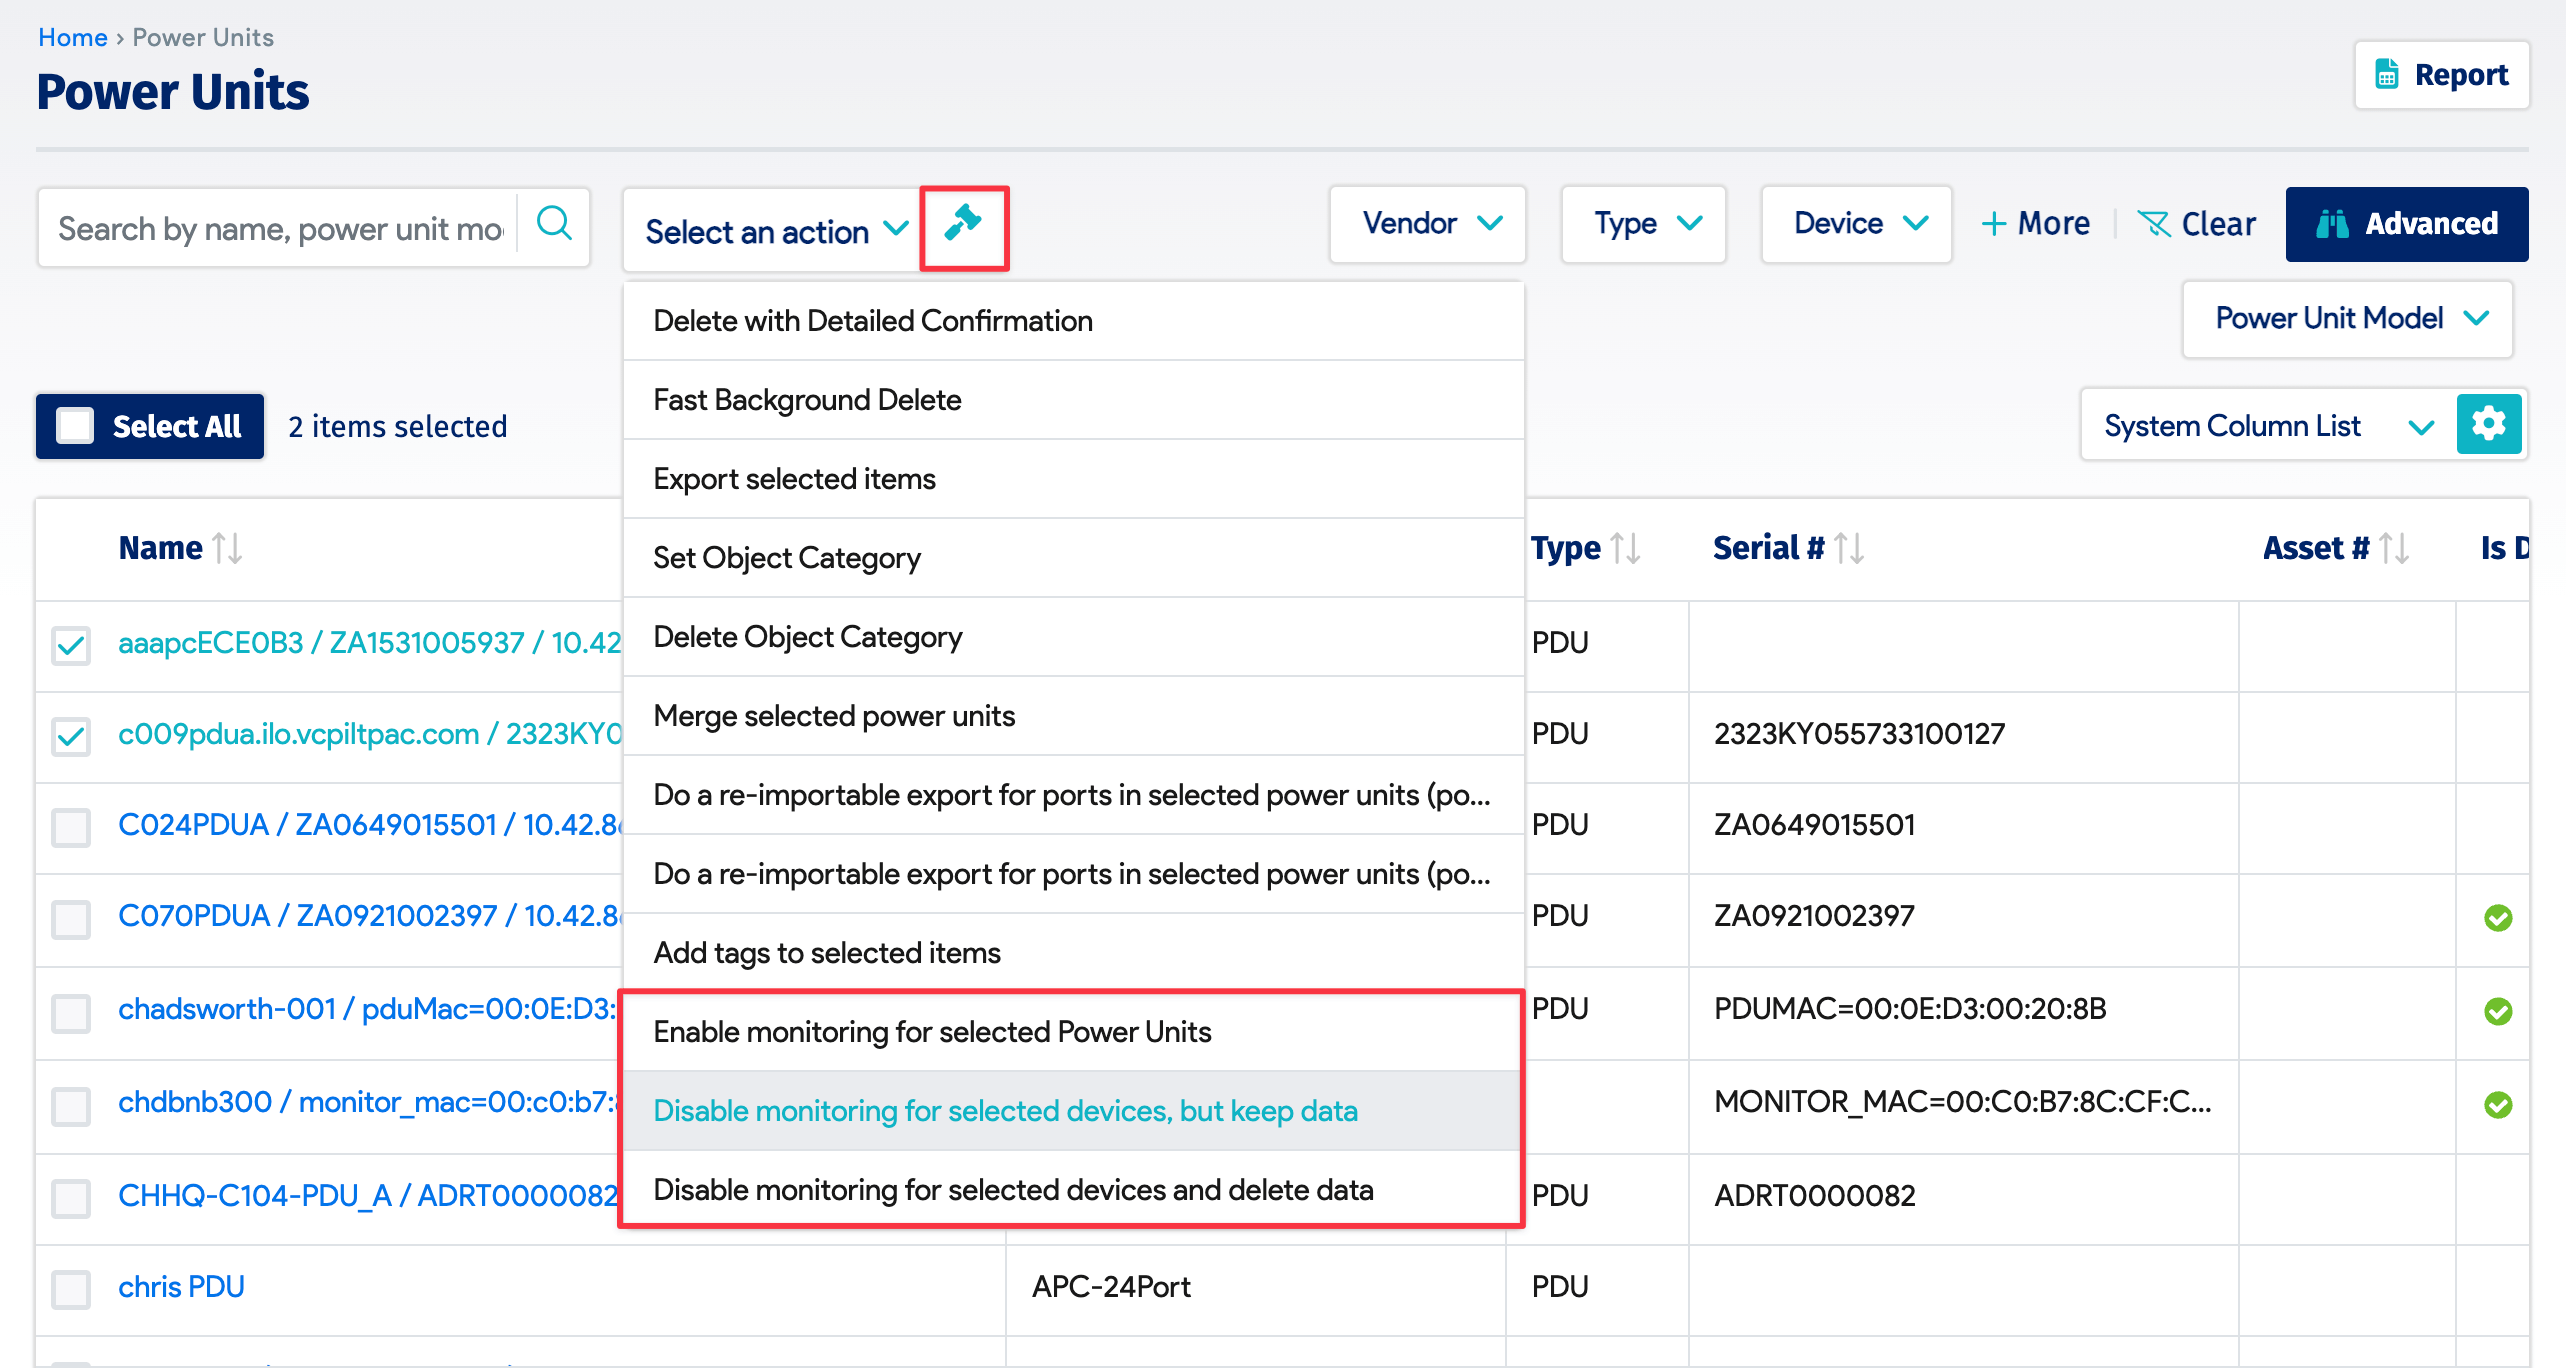 Home › Power Units
Power Units
Report
Search by name, power unit mo
Select an action
Vendor
Type
Device
More
Clear
Advanced
Power Unit Model
Delete with Detailed Confirmation
Fast Background Delete
Export selected items
Set Object Category
Delete Object Category
Merge selected power units
Do a re-importable export for ports in selected power units (po...
Do a re-importable export for ports in selected power units (po...
Add tags to selected items
Enable monitoring for selected Power Units
Disable monitoring for selected devices, but keep data
Disable monitoring for selected devices and delete data
Select All
2 items selected
System Column List
Name Type Serial # Asset # Is D
aaapcECE0B3 / ZA1531005937 / 10.42 PDU
c009pdua.ilo.vcpiltpac.com / 2323KY0 PDU 2323KY055733100127
C024PDUA / ZA0649015501 / 10.42.8 PDU ZA0649015501
C070PDUA / ZA0921002397 / 10.42.8 PDU ZA0921002397
chadsworth-001 / pduMac=00:0E:D3: PDU PDUMAC=00:0E:D3:00:20:8B
chdbnb300 / monitor_mac=00:c0:b7: MONITOR_MAC=00:C0:B7:8C:CF:C...
CHHQ-C104-PDU_A / ADRT0000082 PDU ADRT0000082
chris PDU APC-24Port PDU